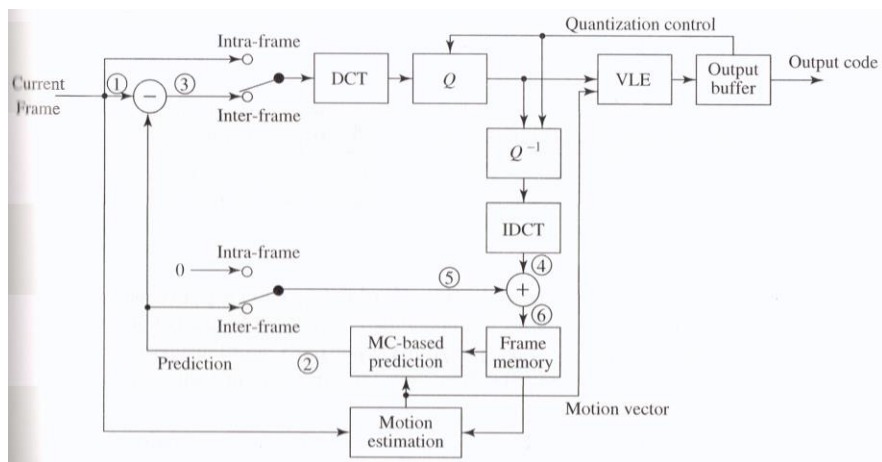 Quantization control
Intra-frame
Output code
Current
Frame
①
③
DCT
Q
VLE
Output
buffer
Inter-frame
Q⁻¹
IDCT
Intra-frame
0
④
⑤
+
−
⑥
Inter-frame
MC-based
prediction
Frame
memory
Prediction
②
Motion vector
Motion
estimation